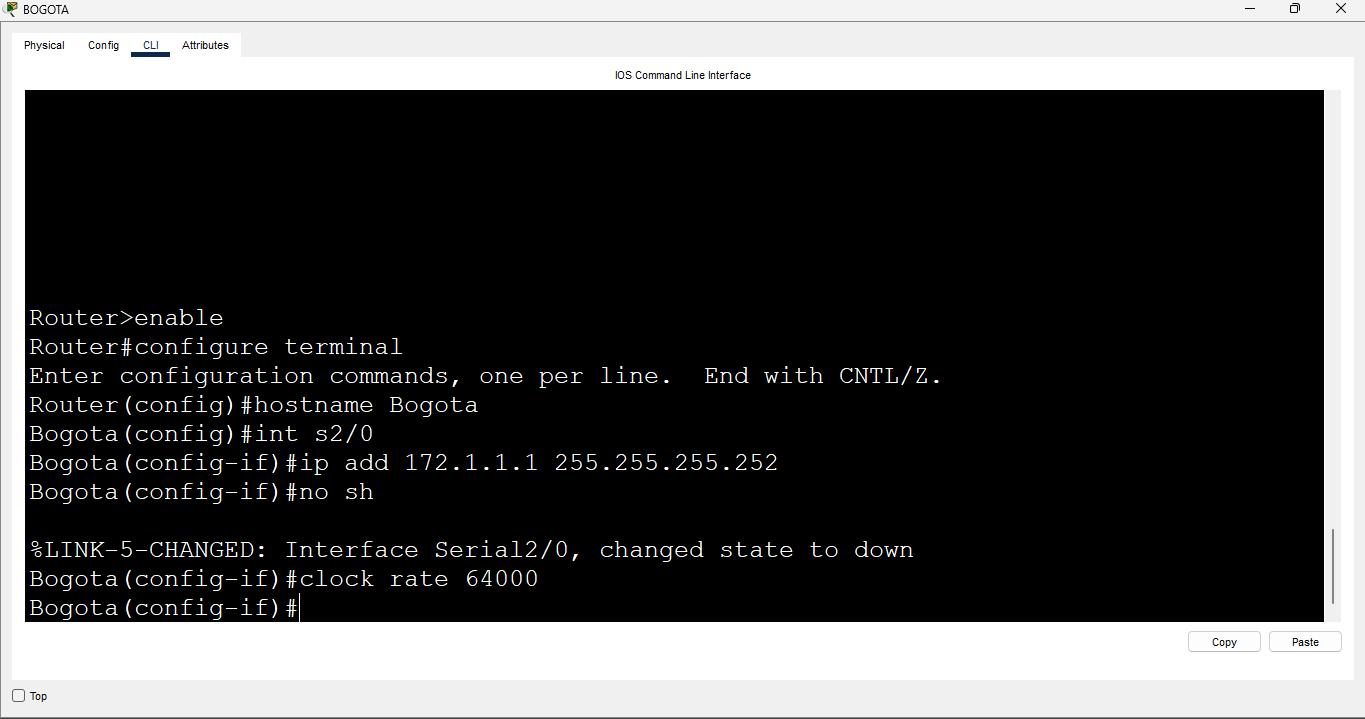 BOGOTA
Physical Config CLI Attributes
IOS Command Line Interface
Router>enable
Router#configure terminal
Enter configuration commands, one per line.  End with CNTL/Z.
Router(config)#hostname Bogota
Bogota(config)#int s2/0
Bogota(config-if)#ip add 172.1.1.1 255.255.255.252
Bogota(config-if)#no sh
%LINK-5-CHANGED: Interface Serial2/0, changed state to down
Bogota(config-if)#clock rate 64000
Bogota(config-if)#
Copy Paste
Top